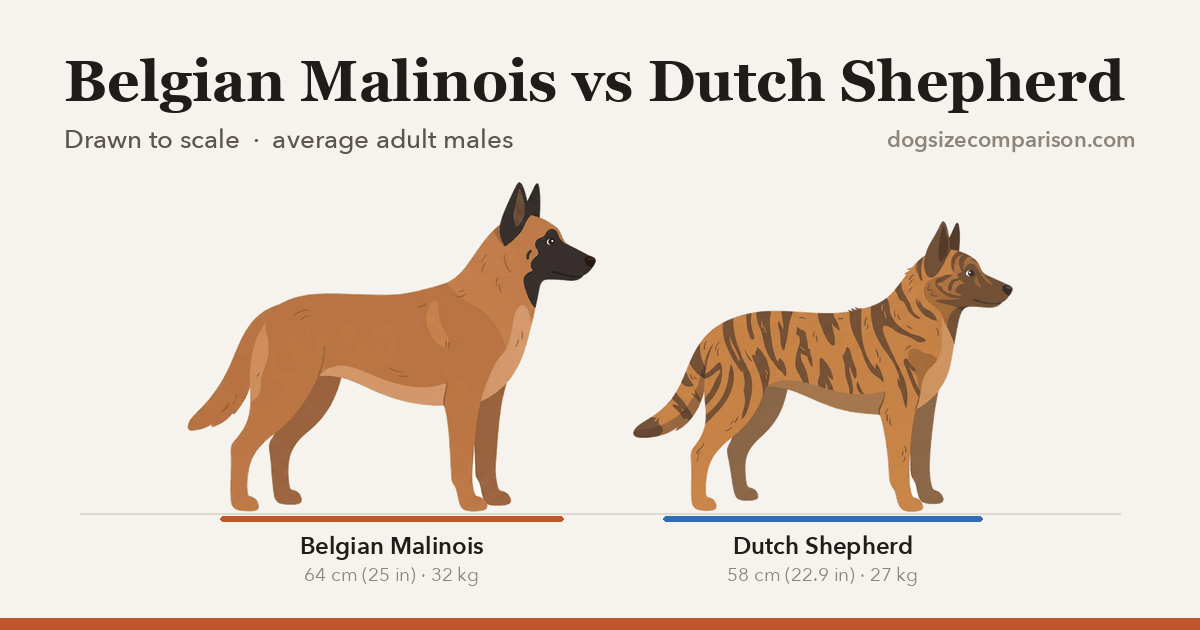 Belgian Malinois vs Dutch Shepherd
Drawn to scale · average adult males
dogsizecomparison.com
Belgian Malinois
64 cm (25 in) · 32 kg
Dutch Shepherd
58 cm (22.9 in) · 27 kg